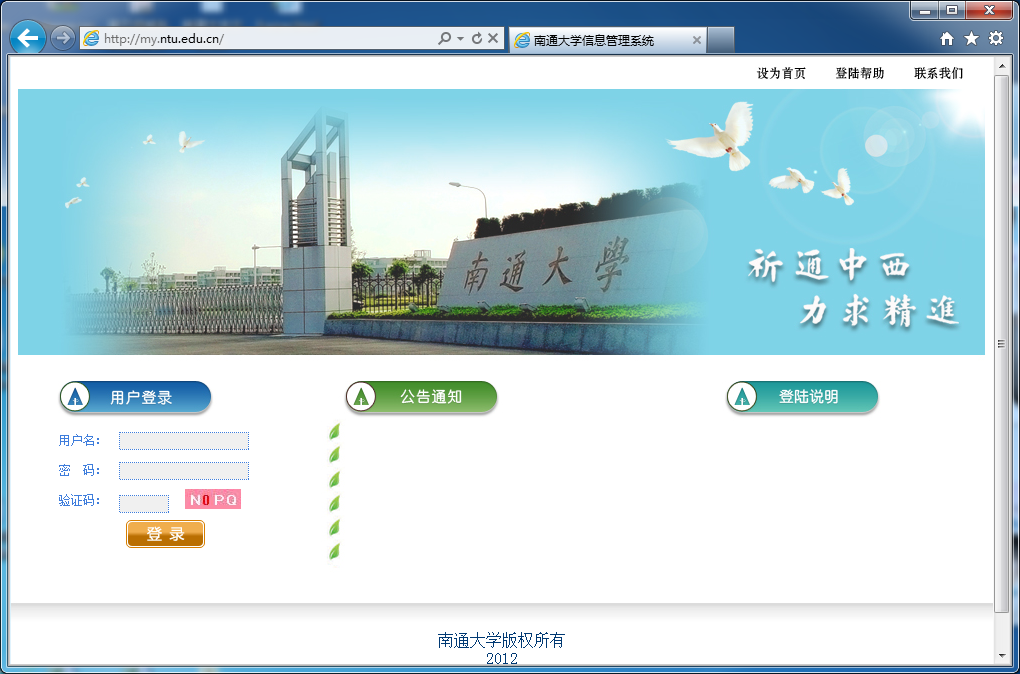 http://my.ntu.edu.cn/
南通大学信息管理系统
设为首页 登陆帮助 联系我们
南通大學
祈通中西
力求精進
用户登录
公告通知
登陆说明
用户名：
密 码：
验证码：
N0PQ
登 录
南通大学版权所有
2012